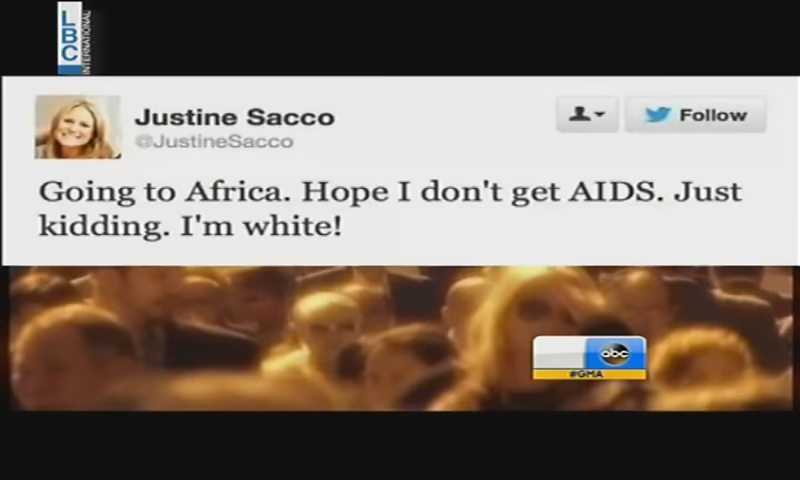 LBC
INTERNATIONAL
Justine Sacco
@JustineSacco
Follow
Going to Africa. Hope I don't get AIDS. Just
kidding. I'm white!
abc
#GMA